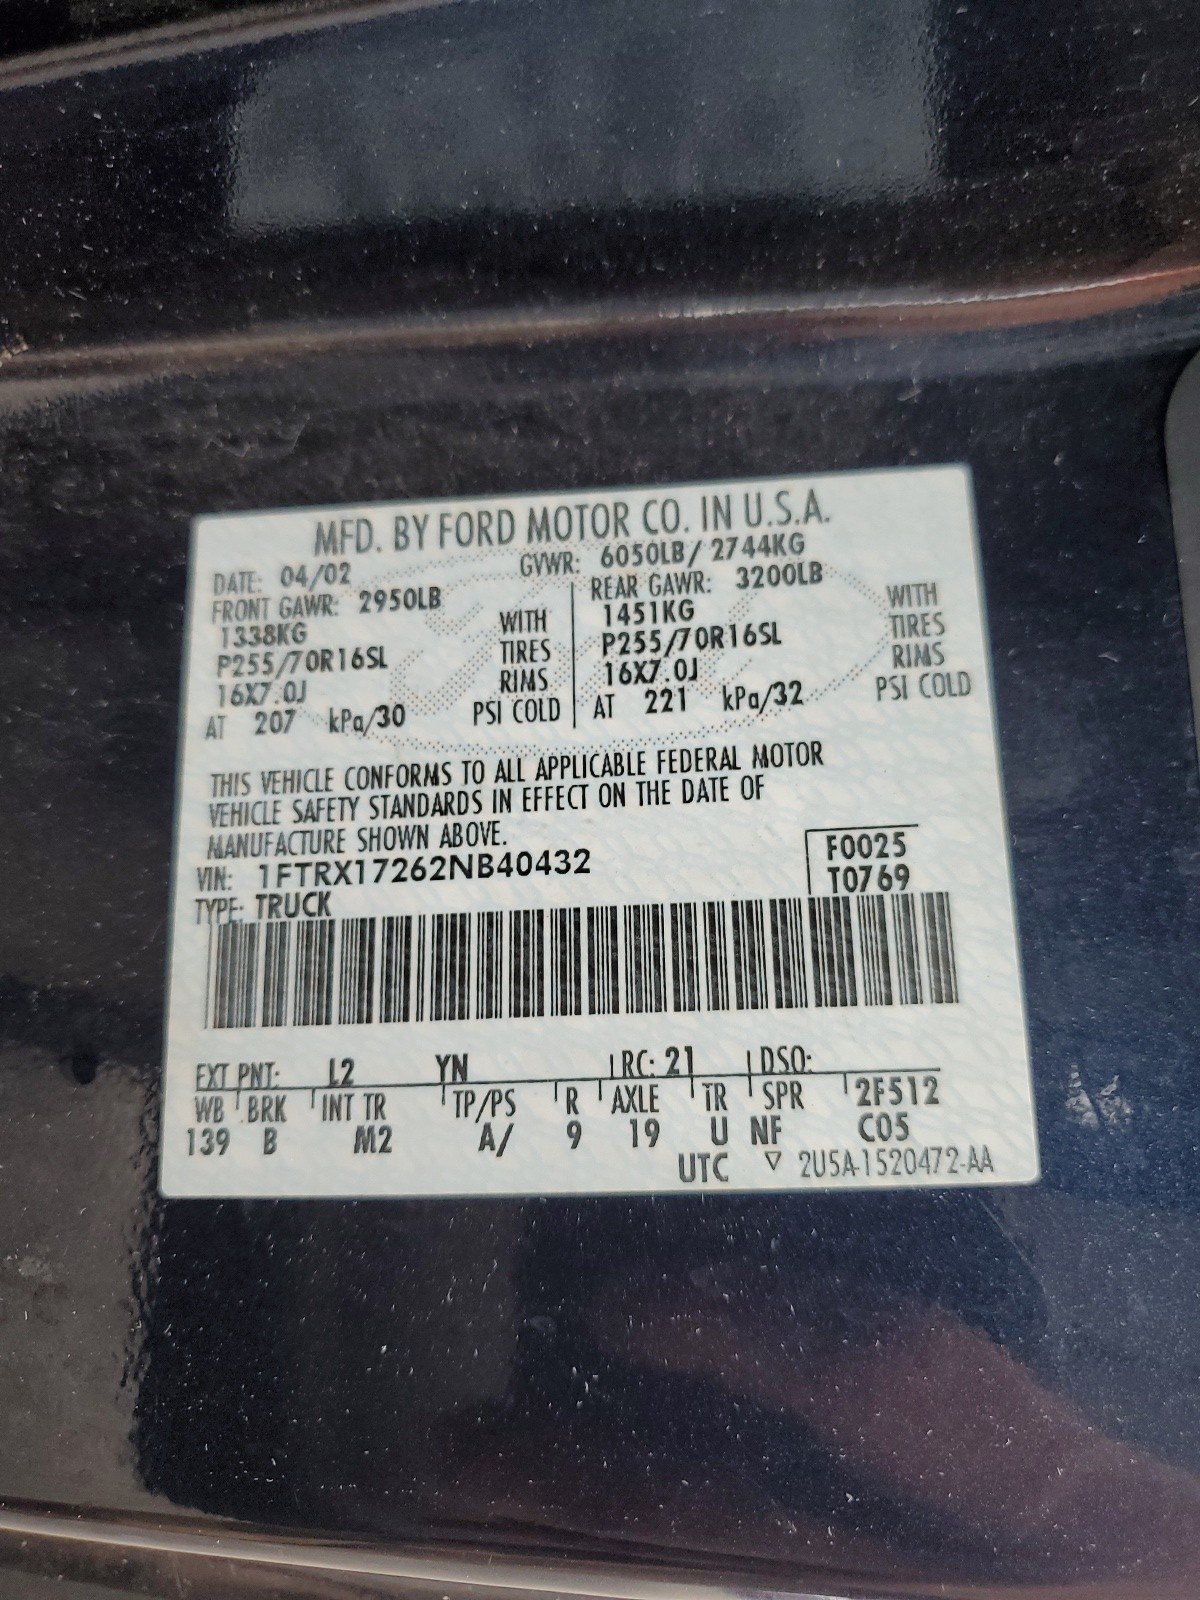 MFD. BY FORD MOTOR CO. IN U.S.A.
DATE: 04/02 GVWR: 6050LB / 2744KG
FRONT GAWR: 2950LB REAR GAWR: 3200LB
1338KG WITH 1451KG WITH
P255/70R16SL TIRES P255/70R16SL TIRES
16X7.0J RIMS 16X7.0J RIMS
AT 207 kPa/30 PSI COLD AT 221 kPa/32 PSI COLD
THIS VEHICLE CONFORMS TO ALL APPLICABLE FEDERAL MOTOR
VEHICLE SAFETY STANDARDS IN EFFECT ON THE DATE OF
MANUFACTURE SHOWN ABOVE.
VIN: 1FTRX17262NB40432 F0025
TYPE: TRUCK T0769
EXT PNT: L2 YN RC: 21 DSO:
WB BRK INT TR TP/PS R AXLE TR SPR 2F512
139 B M2 A/ 9 19 U NF C05
UTC ▽ 2U5A-1520472-AA